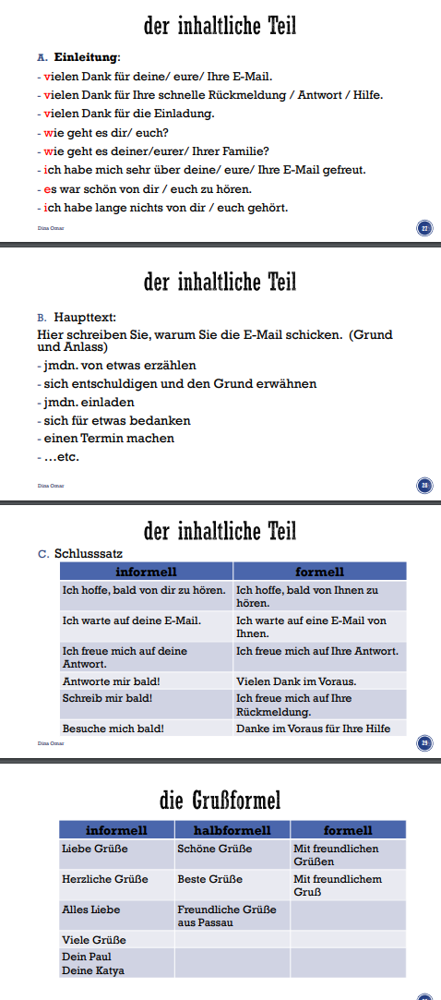 der inhaltliche Teil
A. Einleitung:
- vielen Dank für deine/ eure/ Ihre E-Mail.
- vielen Dank für Ihre schnelle Rückmeldung / Antwort / Hilfe.
- vielen Dank für die Einladung.
- wie geht es dir/ euch?
- wie geht es deiner/eurer/ Ihrer Familie?
- ich habe mich sehr über deine/ eure/ Ihre E-Mail gefreut.
- es war schön von dir / euch zu hören.
- ich habe lange nichts von dir / euch gehört.
Dina Omar
27
der inhaltliche Teil
B. Haupttext:
Hier schreiben Sie, warum Sie die E-Mail schicken. (Grund
und Anlass)
- jmdn. von etwas erzählen
- sich entschuldigen und den Grund erwähnen
- jmdn. einladen
- sich für etwas bedanken
- einen Termin machen
- ...etc.
Dina Omar
28
der inhaltliche Teil
C. Schlusssatz
informell formell
Ich hoffe, bald von dir zu hören. Ich hoffe, bald von Ihnen zu
hören.
Ich warte auf deine E-Mail. Ich warte auf eine E-Mail von
Ihnen.
Ich freue mich auf deine Ich freue mich auf Ihre Antwort.
Antwort.
Antworte mir bald! Vielen Dank im Voraus.
Schreib mir bald! Ich freue mich auf Ihre
Rückmeldung.
Besuche mich bald! Danke im Voraus für Ihre Hilfe
Dina Omar
29
die Grußformel
informell halbformell formell
Liebe Grüße Schöne Grüße Mit freundlichen
Grüßen
Herzliche Grüße Beste Grüße Mit freundlichem
Gruß
Alles Liebe Freundliche Grüße
aus Passau
Viele Grüße
Dein Paul
Deine Katya